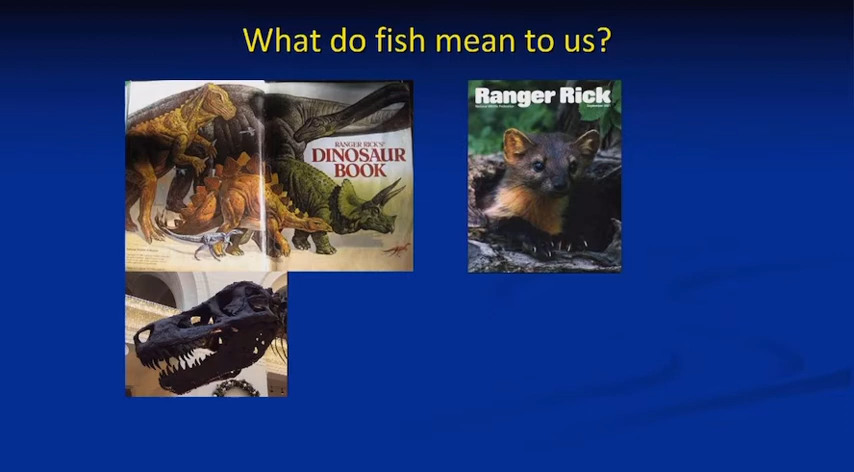 What do fish mean to us?
RANGER RICK'S
DINOSAUR
BOOK
Ranger Rick